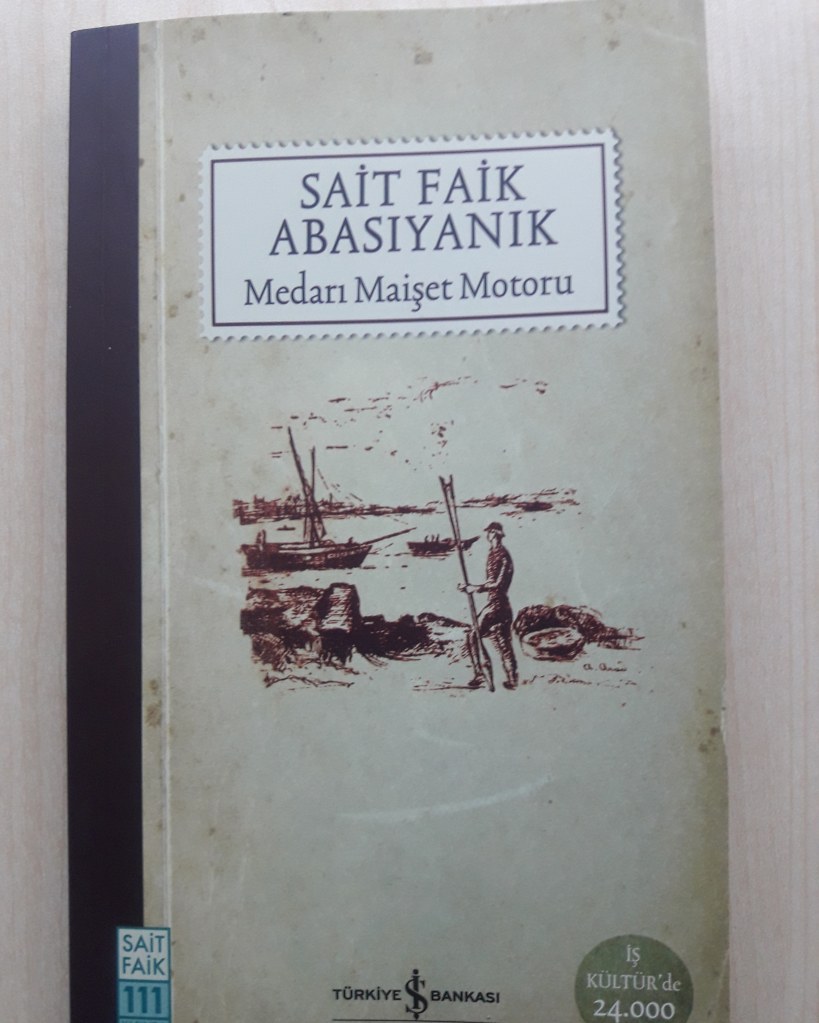 SAİT FAİK
ABASIYANIK
Medarı Maişet Motoru
SAİT
FAİK
111
TÜRKİYE İŞ BANKASI
İŞ
KÜLTÜR'de
24.000